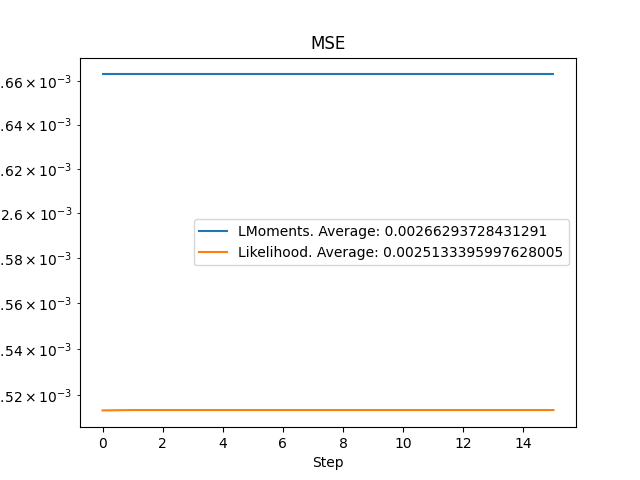 MSE
.66 × 10⁻³
.64 × 10⁻³
.62 × 10⁻³
2.6 × 10⁻³
.58 × 10⁻³
.56 × 10⁻³
.54 × 10⁻³
.52 × 10⁻³
LMoments. Average: 0.00266293728431291
Likelihood. Average: 0.0025133395997628005
0 2 4 6 8 10 12 14
Step